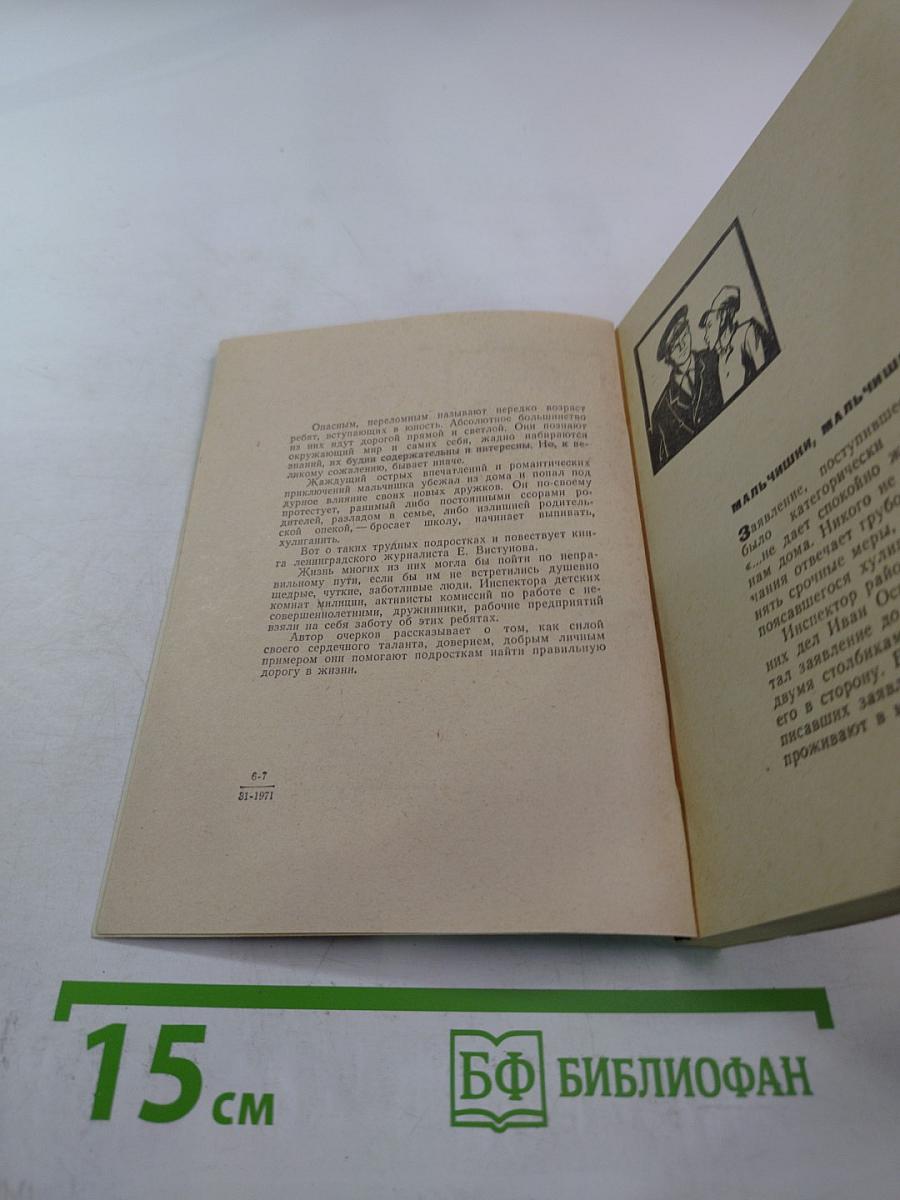 Опасным, переломным называют нередко возраст
ребят, вступающих в юность. Абсолютное большинство
из них идут дорогой прямой и светлой. Они познают
окружающий мир и самих себя, жадно набираются
знаний, их будни содержательны и интересны. Но, к ве-
ликому сожалению, бывает иначе.
Жаждущий острых впечатлений и романтических
приключений мальчишка убежал из дома и попал под
дурное влияние своих новых дружков. Он по-своему
протестует, ранимый либо постоянными ссорами ро-
дителей, разладом в семье, либо излишней родитель-
ской опекой, — бросает школу, начинает выпивать,
хулиганить.
Вот о таких трудных подростках и повествует кни-
га ленинградского журналиста Е. Вистунова.
Жизнь многих из них могла бы пойти по непра-
вильному пути, если бы им не встретились душевно
щедрые, чуткие, заботливые люди. Инспектора детских
комнат милиции, активисты комиссий по работе с не-
совершеннолетними, дружинники, рабочие предприятий
взяли на себя заботу об этих ребятах.
Автор очерков рассказывает о том, как силой
своего сердечного таланта, доверием, добрым личным
примером они помогают подросткам найти правильную
дорогу в жизни.
6-7
31-1971
МАЛЬЧИШКИ, МАЛЬЧИШ
Заявление, поступившее
было категорически
«...не дает спокойно ж
нам дома. Никого не
чания отвечает грубо
нять срочные меры,
поясавшегося хулиг
Инспектор райо
них дел Иван Ос
тал заявление до
двумя столбикам
его в сторону.
писавших заявл
проживают в
15 см
БФ БИБЛИОФАН